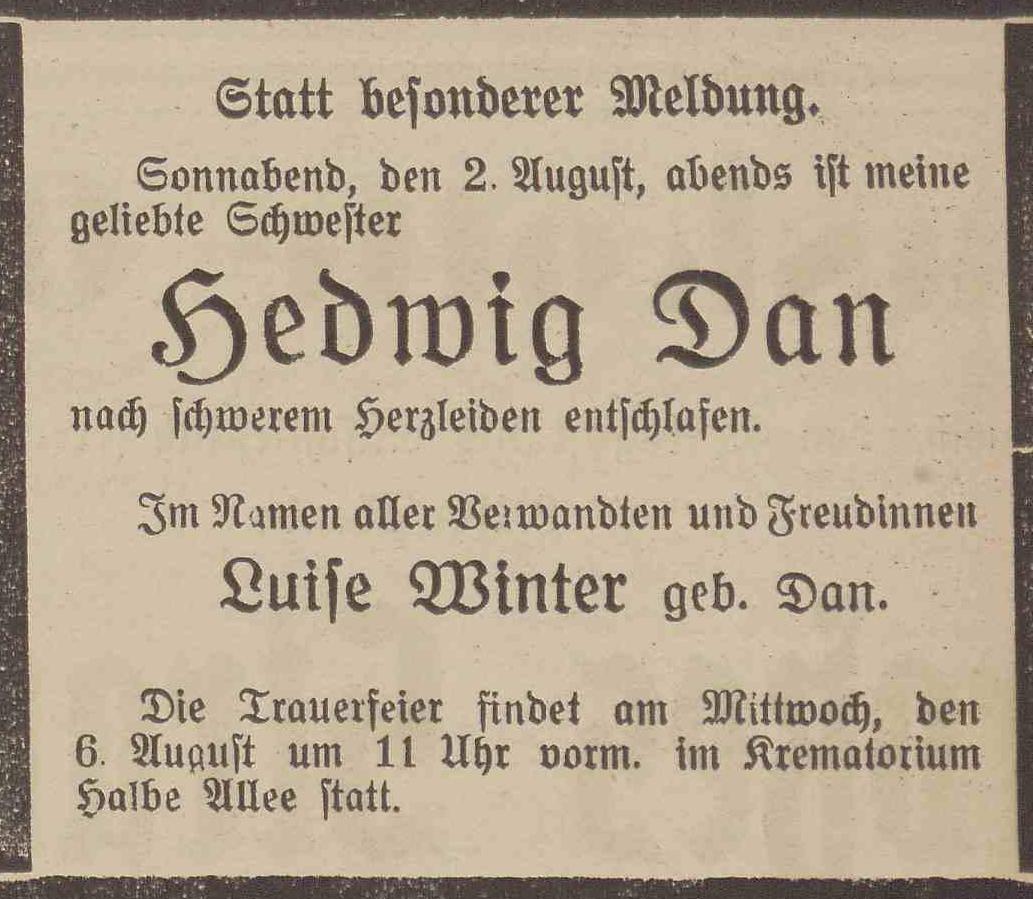 Statt besonderer Meldung.
Sonnabend, den 2. August, abends ist meine
geliebte Schwester
Hedwig Dan
nach schwerem Herzleiden entschlafen.
Im Namen aller Verwandten und Freudinnen
Luise Winter geb. Dan.
Die Trauerfeier findet am Mittwoch, den
6. August um 11 Uhr vorm. im Krematorium
Halbe Allee statt.